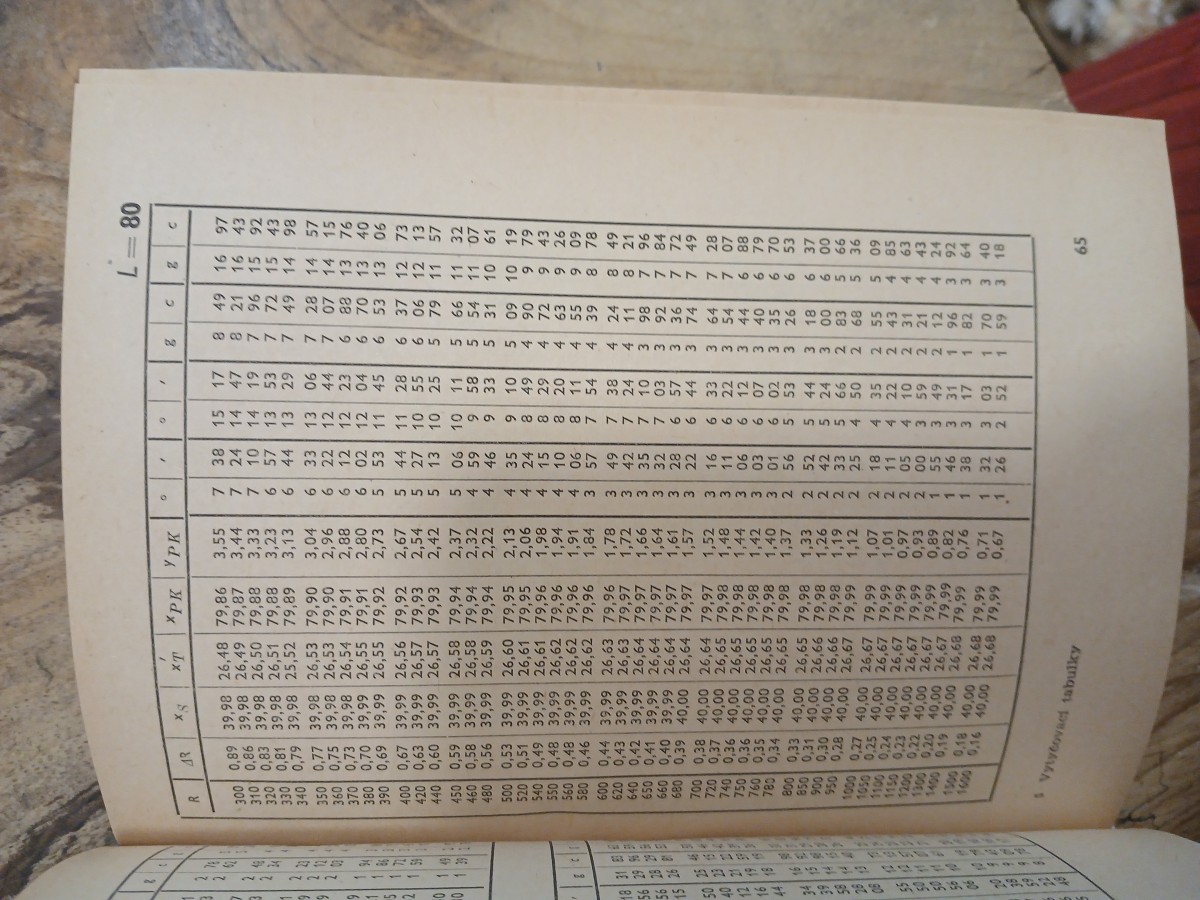 L = 80
R ΔR xS x'T xPK yPK ° ′ ° ′ g c g c
300 0,89 39,98 26,48 79,86 3,55 7 38 15 17 8 49 16 97
310 0,86 39,98 26,49 79,87 3,44 7 24 14 47 8 21 16 43
320 0,83 39,98 26,50 79,88 3,33 7 10 14 19 7 96 15 92
330 0,81 39,98 26,51 79,88 3,23 6 57 13 53 7 72 15 43
340 0,79 39,98 25,52 79,89 3,13 6 44 13 29 7 49 14 98
350 0,77 39,98 26,53 79,90 3,04 6 33 13 06 7 28 14 57
360 0,75 39,98 26,53 79,90 2,96 6 22 12 44 7 07 14 15
370 0,73 39,98 26,54 79,91 2,88 6 12 12 23 6 88 13 76
380 0,70 39,99 26,55 79,91 2,80 6 02 12 04 6 70 13 40
390 0,69 39,99 26,55 79,92 2,73 5 53 11 45 6 53 13 06
400 0,67 39,99 26,56 79,92 2,67 5 44 11 28 6 37 12 73
420 0,63 39,99 26,57 79,93 2,54 5 27 10 55 6 06 12 13
440 0,60 39,99 26,57 79,93 2,42 5 13 10 25 5 79 11 57
450 0,59 39,99 26,58 79,94 2,37 5 06 10 11 5 66 11 32
460 0,58 39,99 26,58 79,94 2,32 4 59 9 58 5 54 11 07
480 0,56 39,99 26,59 79,94 2,22 4 46 9 33 5 31 10 61
500 0,53 39,99 26,60 79,95 2,13 4 35 9 10 5 09 10 19
520 0,51 39,99 26,61 79,95 2,06 4 24 8 49 4 90 9 79
540 0,49 39,99 26,61 79,96 1,98 4 15 8 29 4 72 9 43
550 0,48 39,99 26,62 79,96 1,94 4 10 8 20 4 63 9 26
560 0,48 39,99 26,62 79,96 1,91 4 06 8 11 4 55 9 09
580 0,46 39,99 26,62 79,96 1,84 3 57 7 54 4 39 8 78
600 0,44 39,99 26,63 79,96 1,78 3 49 7 38 4 24 8 49
620 0,43 39,99 26,63 79,97 1,72 3 42 7 24 4 11 8 21
640 0,42 39,99 26,64 79,97 1,66 3 35 7 10 3 98 7 96
650 0,41 39,99 26,64 79,97 1,64 3 32 7 03 3 92 7 84
660 0,40 39,99 26,64 79,97 1,61 3 28 6 57 3 36 7 72
680 0,39 40,00 26,64 79,97 1,57 3 22 6 44 3 74 7 49
700 0,38 40,00 26,64 79,97 1,52 3 16 6 33 3 64 7 28
720 0,37 40,00 26,65 79,98 1,48 3 11 6 22 3 54 7 07
740 0,36 40,00 26,65 79,98 1,44 3 06 6 12 3 44 6 88
750 0,36 40,00 26,65 79,98 1,42 3 03 6 07 3 40 6 79
760 0,35 40,00 26,65 79,98 1,40 3 01 6 02 3 35 6 70
780 0,34 40,00 26,65 79,98 1,37 2 56 5 53 3 26 6 53
800 0,33 40,00 26,65 79,98 1,33 2 52 5 44 3 18 6 37
850 0,31 40,00 26,66 79,98 1,26 2 42 5 24 3 00 6 00
900 0,30 40,00 26,66 79,98 1,19 2 33 5 66 2 83 5 66
950 0,28 40,00 26,67 79,99 1,12 2 25 4 50 2 68 5 36
1000 0,27 40,00 26,67 79,99 1,07 2 18 4 35 2 55 5 09
1050 0,25 40,00 26,67 79,99 1,01 2 11 4 22 2 43 4 85
1100 0,24 40,00 26,67 79,99 0,97 2 05 4 10 2 31 4 63
1150 0,23 40,00 26,67 79,99 0,93 2 00 3 59 2 21 4 43
1200 0,22 40,00 26,67 79,99 0,89 1 55 3 49 2 12 4 24
1300 0,20 40,00 26,67 79,99 0,82 1 46 3 31 1 96 3 92
1400 0,19 40,00 26,68 79,99 0,76 1 38 3 17 1 82 3 64
1500 0,18 40,00 26,68 79,99 0,71 1 32 3 03 1 70 3 40
1600 0,16 40,00 26,68 79,99 0,67 1 26 2 52 1 59 3 18
5 Vytyčovací tabulky
65